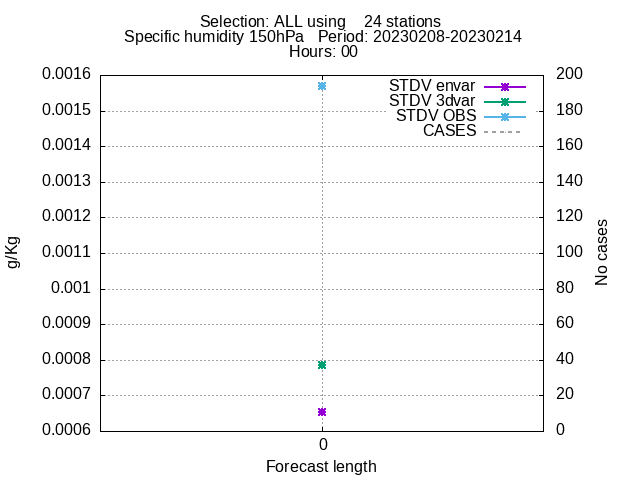 Selection: ALL using    24 stations
Specific humidity 150hPa   Period: 20230208-20230214
Hours: 00
STDV envar
STDV 3dvar
STDV OBS
CASES
g/Kg
0.0016
0.0015
0.0014
0.0013
0.0012
0.0011
0.001
0.0009
0.0008
0.0007
0.0006
200
180
160
140
120
100
80
60
40
20
0
No cases
0
Forecast length